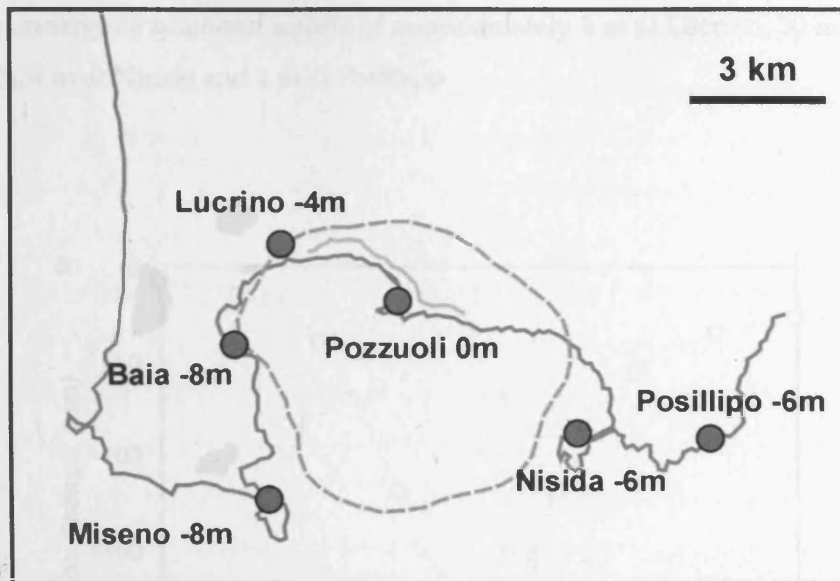 3 km
Lucrino -4m
Pozzuoli 0m
Baia -8m
Posillipo -6m
Nisida -6m
Miseno -8m